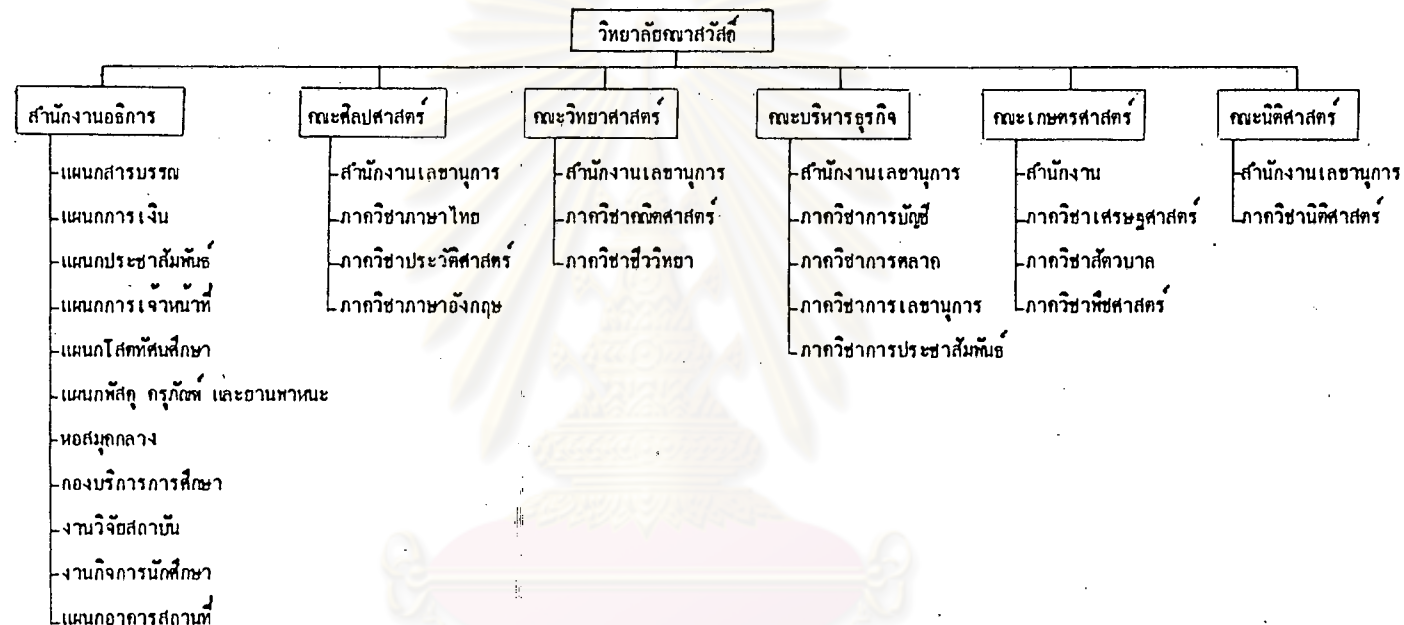 วิทยาลัยคณาสวัสดิ์
สำนักงานอธิการ
คณะศิลปศาสตร์
คณะวิทยาศาสตร์
คณะบริหารธุรกิจ
คณะเกษตรศาสตร์
คณะนิติศาสตร์
แผนกสารบรรณ
แผนกการเงิน
แผนกประชาสัมพันธ์
แผนกการเจ้าหน้าที่
แผนกโสตทัศนศึกษา
แผนกพัสดุ ครุภัณฑ์ และยานพาหนะ
หอสมุดกลาง
กองบริการการศึกษา
งานวิจัยสถาบัน
งานกิจการนักศึกษา
แผนกอาคารสถานที่
สำนักงานเลขานุการ
ภาควิชาภาษาไทย
ภาควิชาประวัติศาสตร์
ภาควิชาภาษาอังกฤษ
สำนักงานเลขานุการ
ภาควิชาคณิตศาสตร์
ภาควิชาชีววิทยา
สำนักงานเลขานุการ
ภาควิชาการบัญชี
ภาควิชาการตลาด
ภาควิชาการเลขานุการ
ภาควิชาการประชาสัมพันธ์
สำนักงาน
ภาควิชาเศรษฐศาสตร์
ภาควิชาสัตวบาล
ภาควิชาพืชศาสตร์
สำนักงานเลขานุการ
ภาควิชานิติศาสตร์